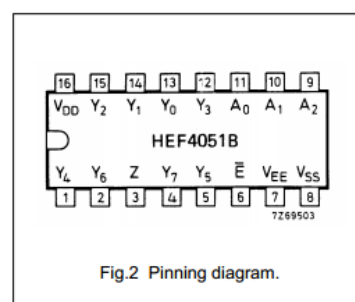 16 15 14 13 12 11 10 9
VDD Y2 Y1 Y0 Y3 A0 A1 A2
HEF4051B
Y4 Y6 Z Y7 Y5 E̅ VEE VSS
1 2 3 4 5 6 7 8
7Z69503
Fig.2 Pinning diagram.